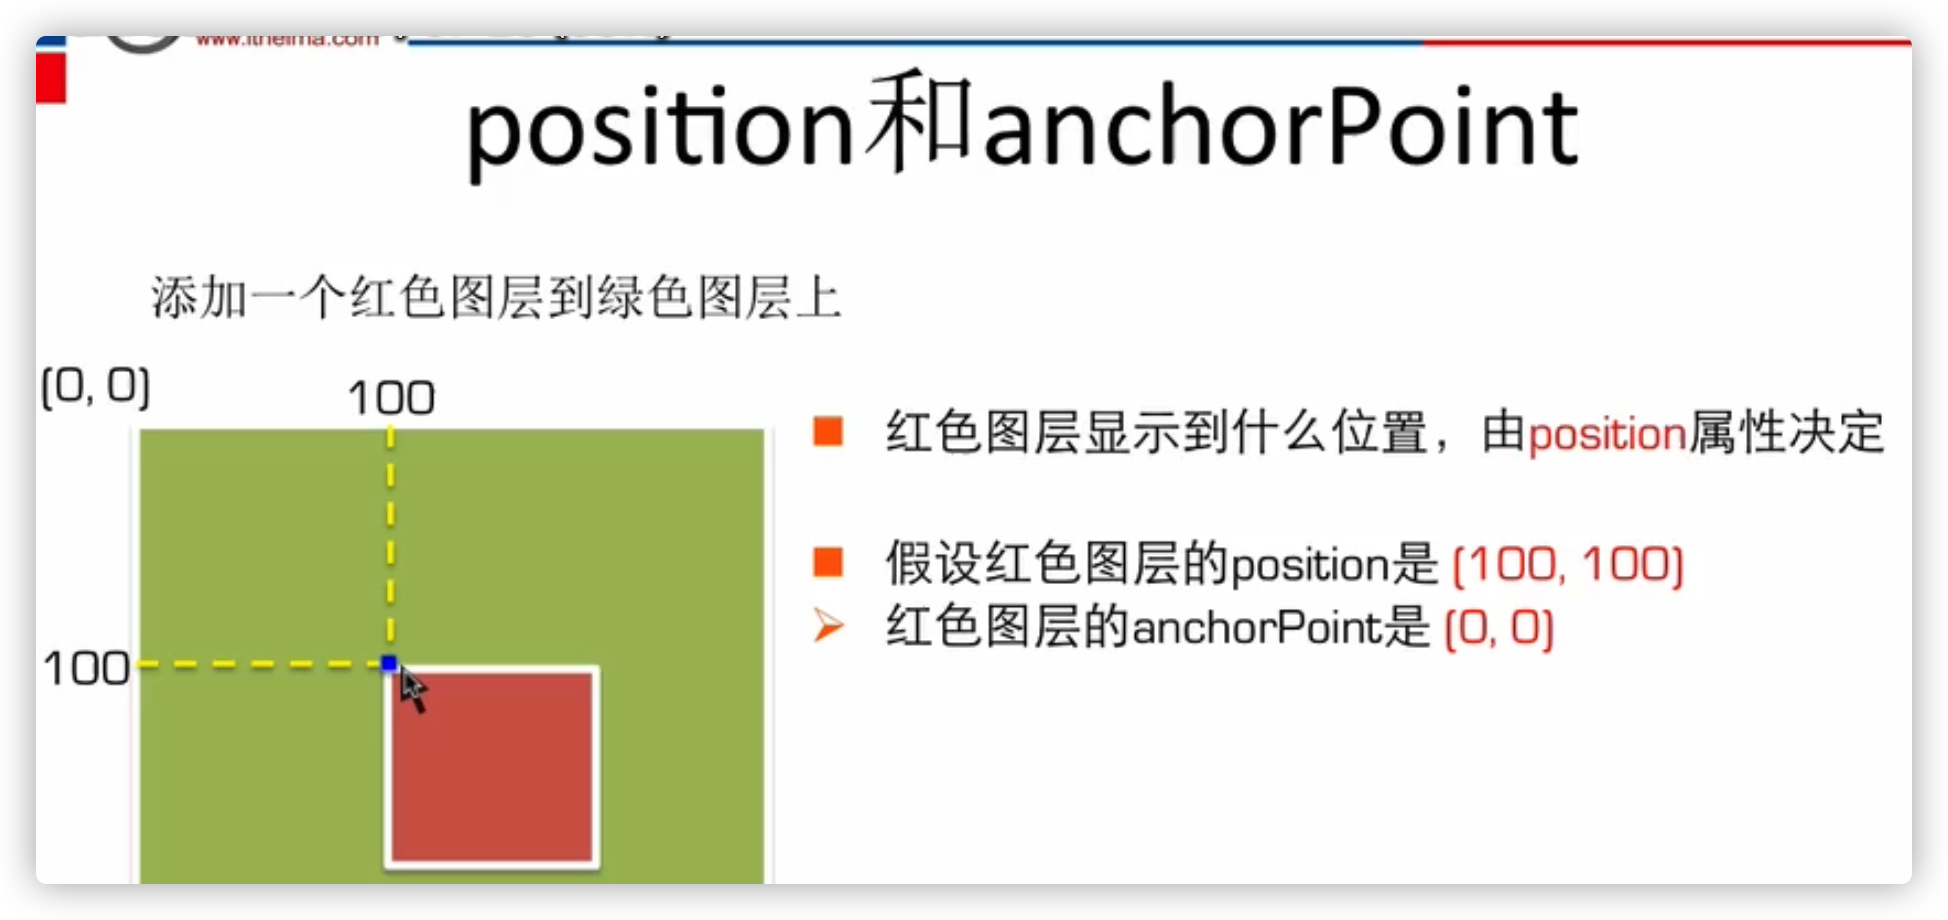 www.itheima.com
position和anchorPoint
添加一个红色图层到绿色图层上
(0, 0)
100
100
红色图层显示到什么位置，由position属性决定
假设红色图层的position是 (100, 100)
红色图层的anchorPoint是 (0, 0)